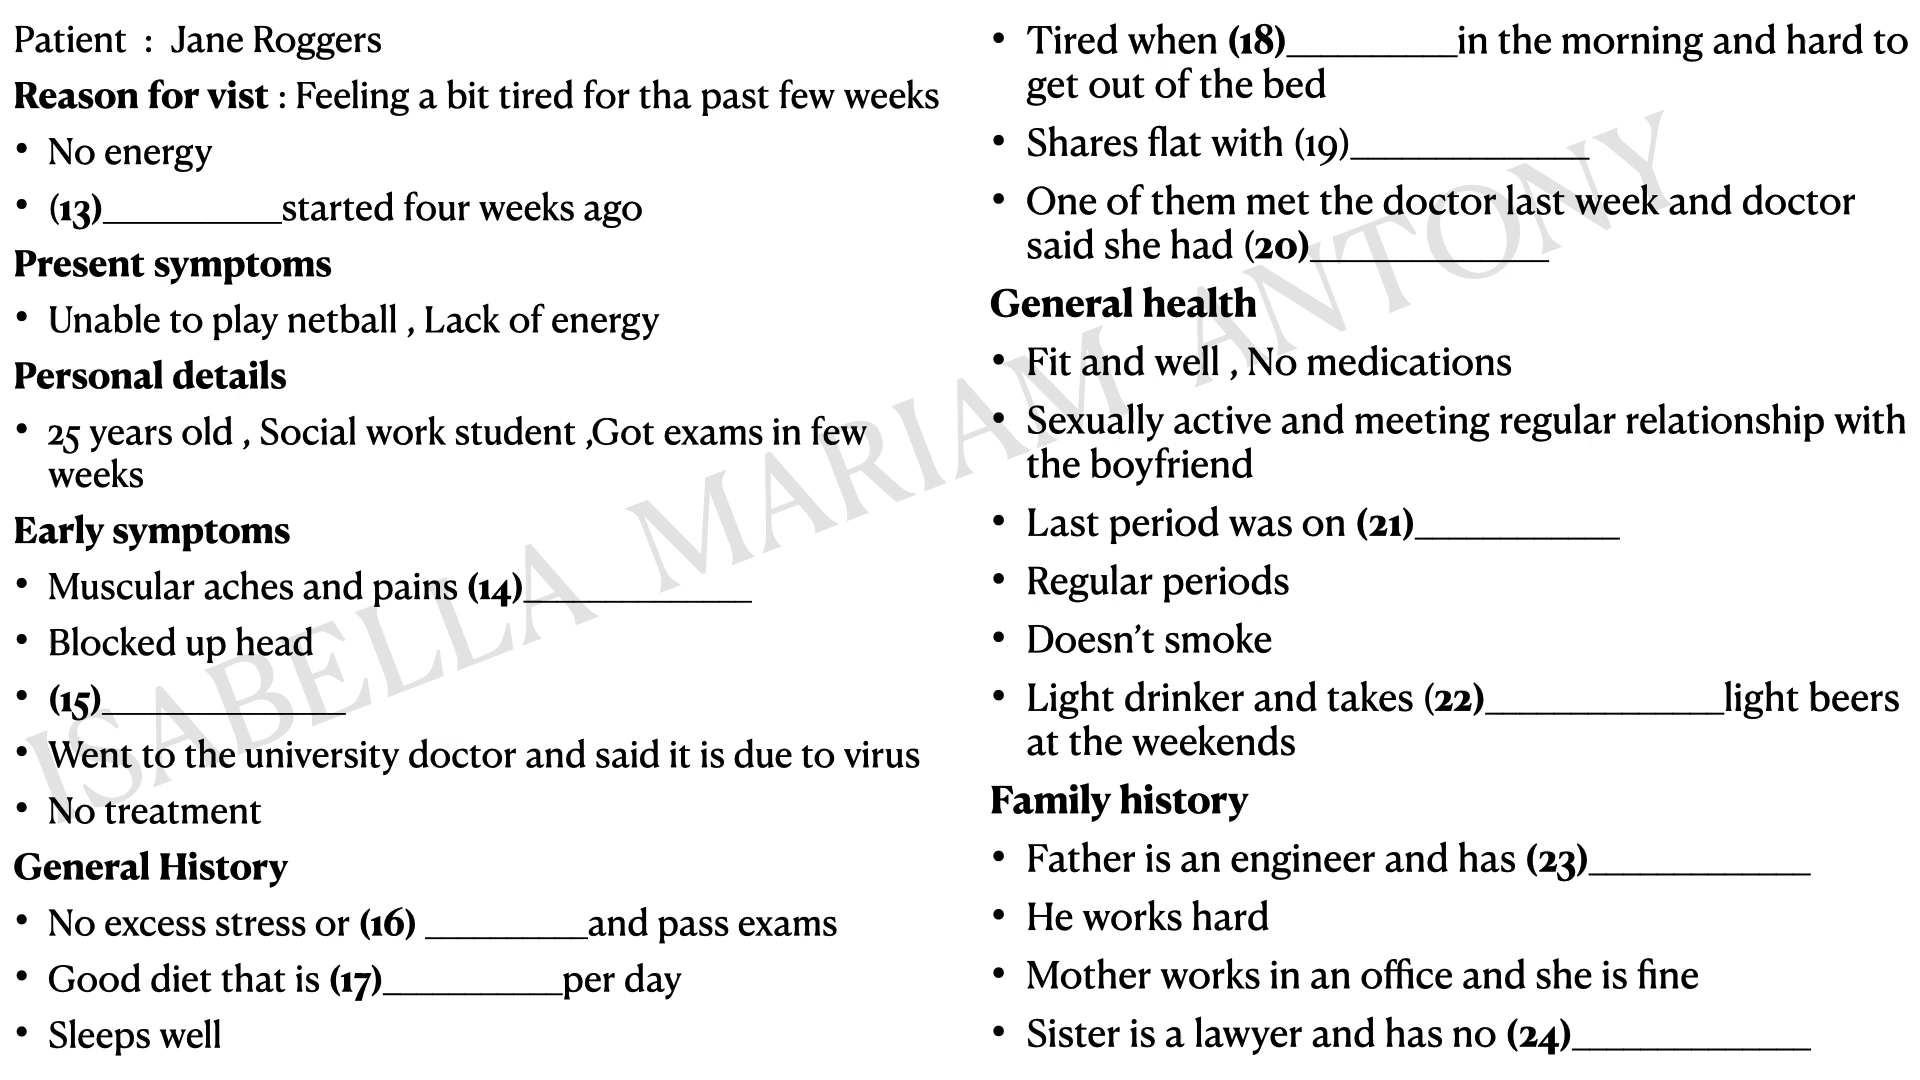 Patient : Jane Roggers
Reason for vist : Feeling a bit tired for tha past few weeks
• No energy
• (13)__________started four weeks ago
Present symptoms
• Unable to play netball , Lack of energy
Personal details
• 25 years old , Social work student ,Got exams in few
weeks
Early symptoms
• Muscular aches and pains (14)_____________
• Blocked up head
• (15)______________
• Went to the university doctor and said it is due to virus
• No treatment
General History
• No excess stress or (16) _________and pass exams
• Good diet that is (17)__________per day
• Sleeps well
• Tired when (18)__________in the morning and hard to
get out of the bed
• Shares flat with (19)______________
• One of them met the doctor last week and doctor
said she had (20)______________
General health
• Fit and well , No medications
• Sexually active and meeting regular relationship with
the boyfriend
• Last period was on (21)____________
• Regular periods
• Doesn't smoke
• Light drinker and takes (22)______________light beers
at the weekends
Family history
• Father is an engineer and has (23)_____________
• He works hard
• Mother works in an office and she is fine
• Sister is a lawyer and has no (24)______________
ISABELLA MARIAM ANTONY